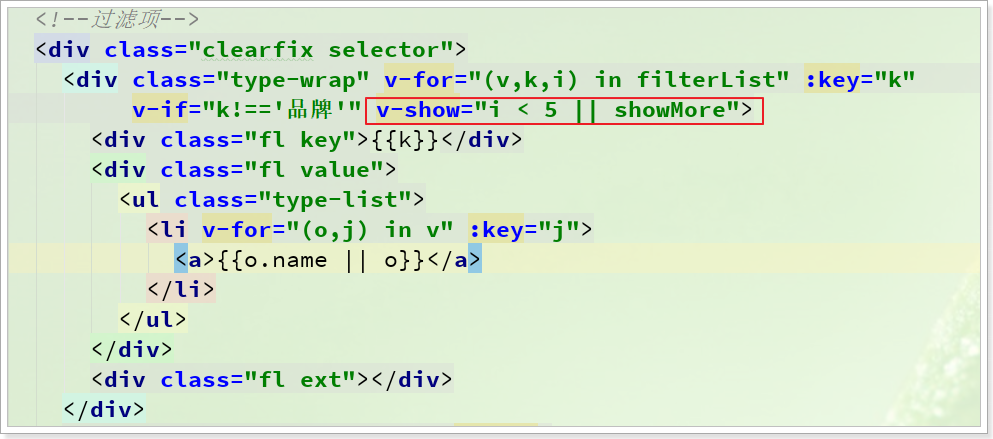 <!--过滤项-->
<div class="clearfix selector">
<div class="type-wrap" v-for="(v,k,i) in filterList" :key="k"
v-if="k!=='品牌'" v-show="i < 5 || showMore">
<div class="fl key">{{k}}</div>
<div class="fl value">
<ul class="type-list">
<li v-for="(o,j) in v" :key="j">
<a>{{o.name || o}}</a>
</li>
</ul>
</div>
<div class="fl ext"></div>
</div>